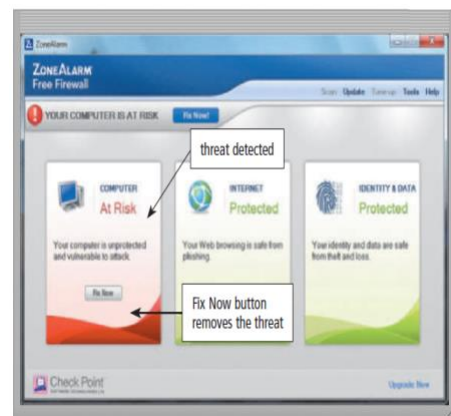 ZoneAlarm
ZONEALARM
Free Firewall
Scan Update Tune-up Tools Help
YOUR COMPUTER IS AT RISK Fix Now!
threat detected
COMPUTER
At Risk
Your computer is unprotected
and vulnerable to attack.
Fix Now
INTERNET
Protected
Your Web browsing is safe from
phishing.
IDENTITY & DATA
Protected
Your identity and data are safe
from theft and loss.
Fix Now button
removes the threat
Check Point
Upgrade Now